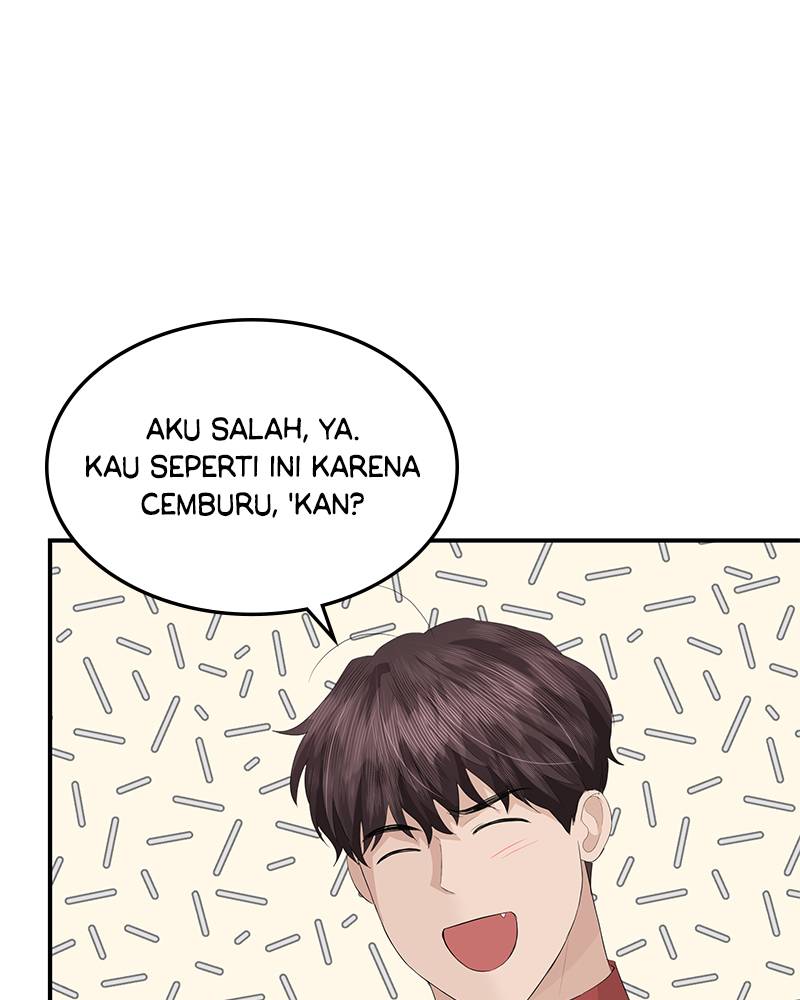 AKU SALAH, YA.
KAU SEPERTI INI KARENA
CEMBURU, 'KAN?